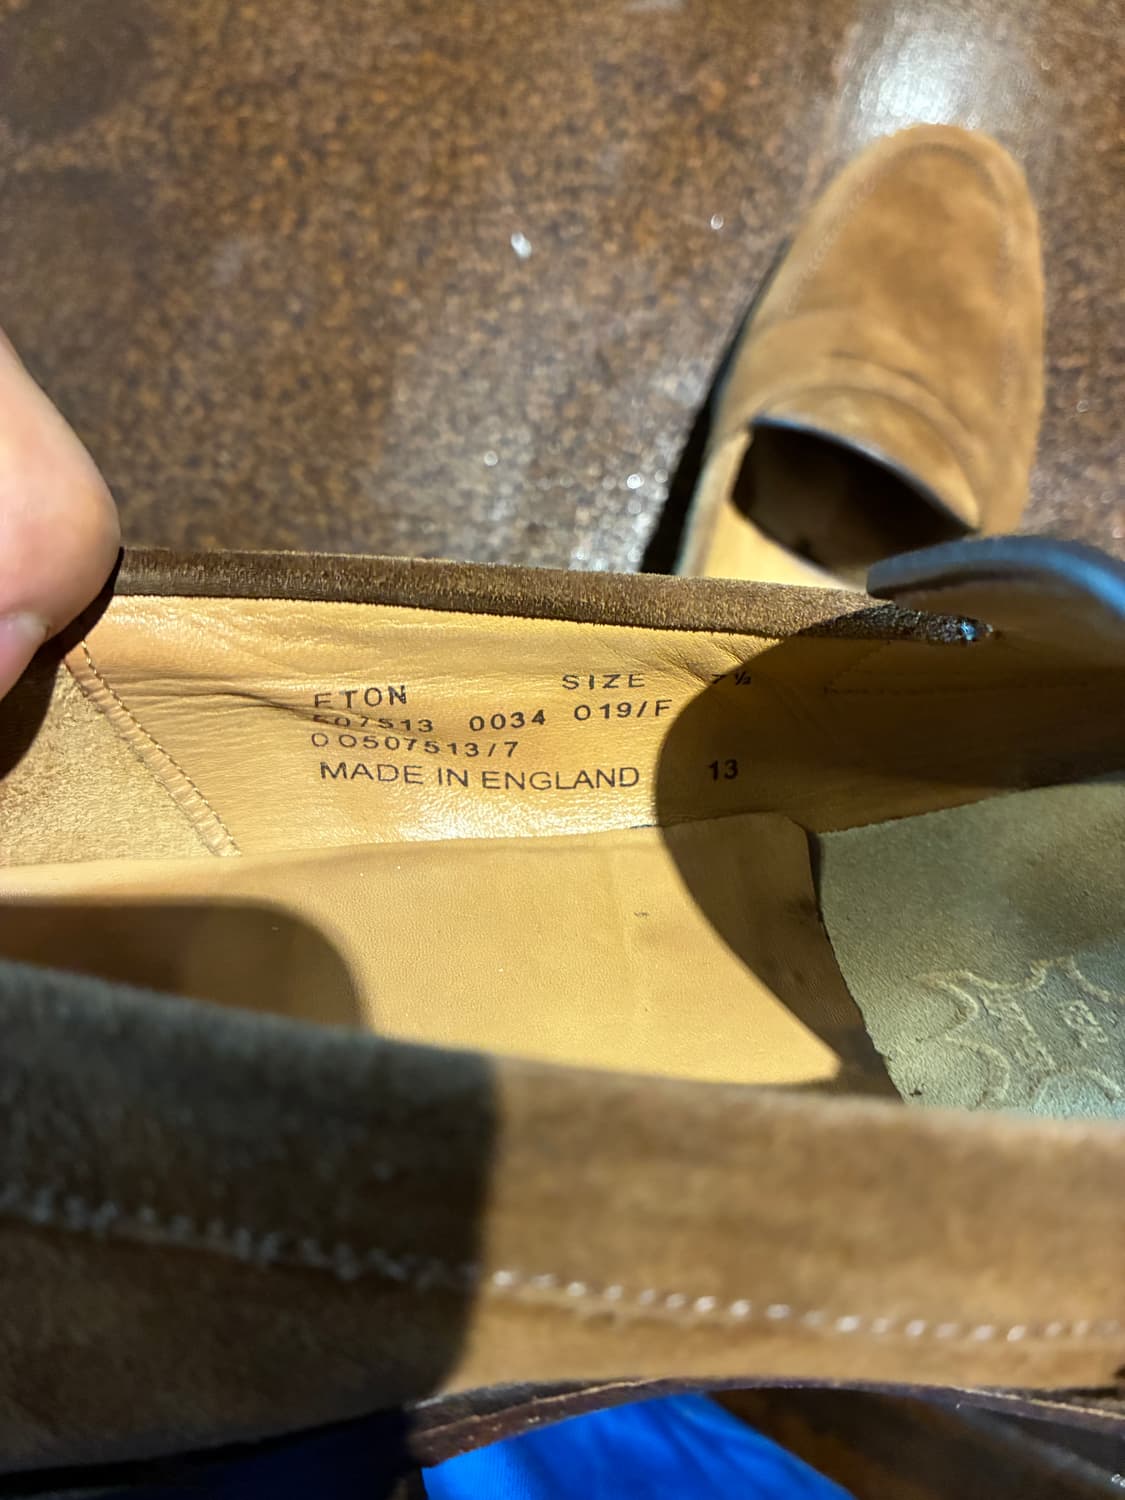 ETON SIZE 7½
507513 0034 019/F
00507513/7
MADE IN ENGLAND 13